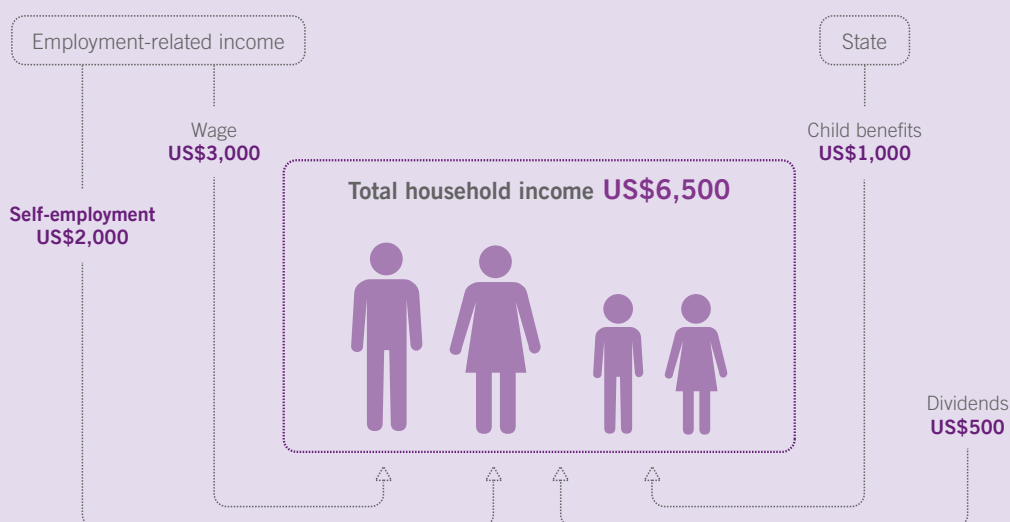 Employment-related income
State
Wage
US$3,000
Child benefits
US$1,000
Total household income US$6,500
Self-employment
US$2,000
Dividends
US$500